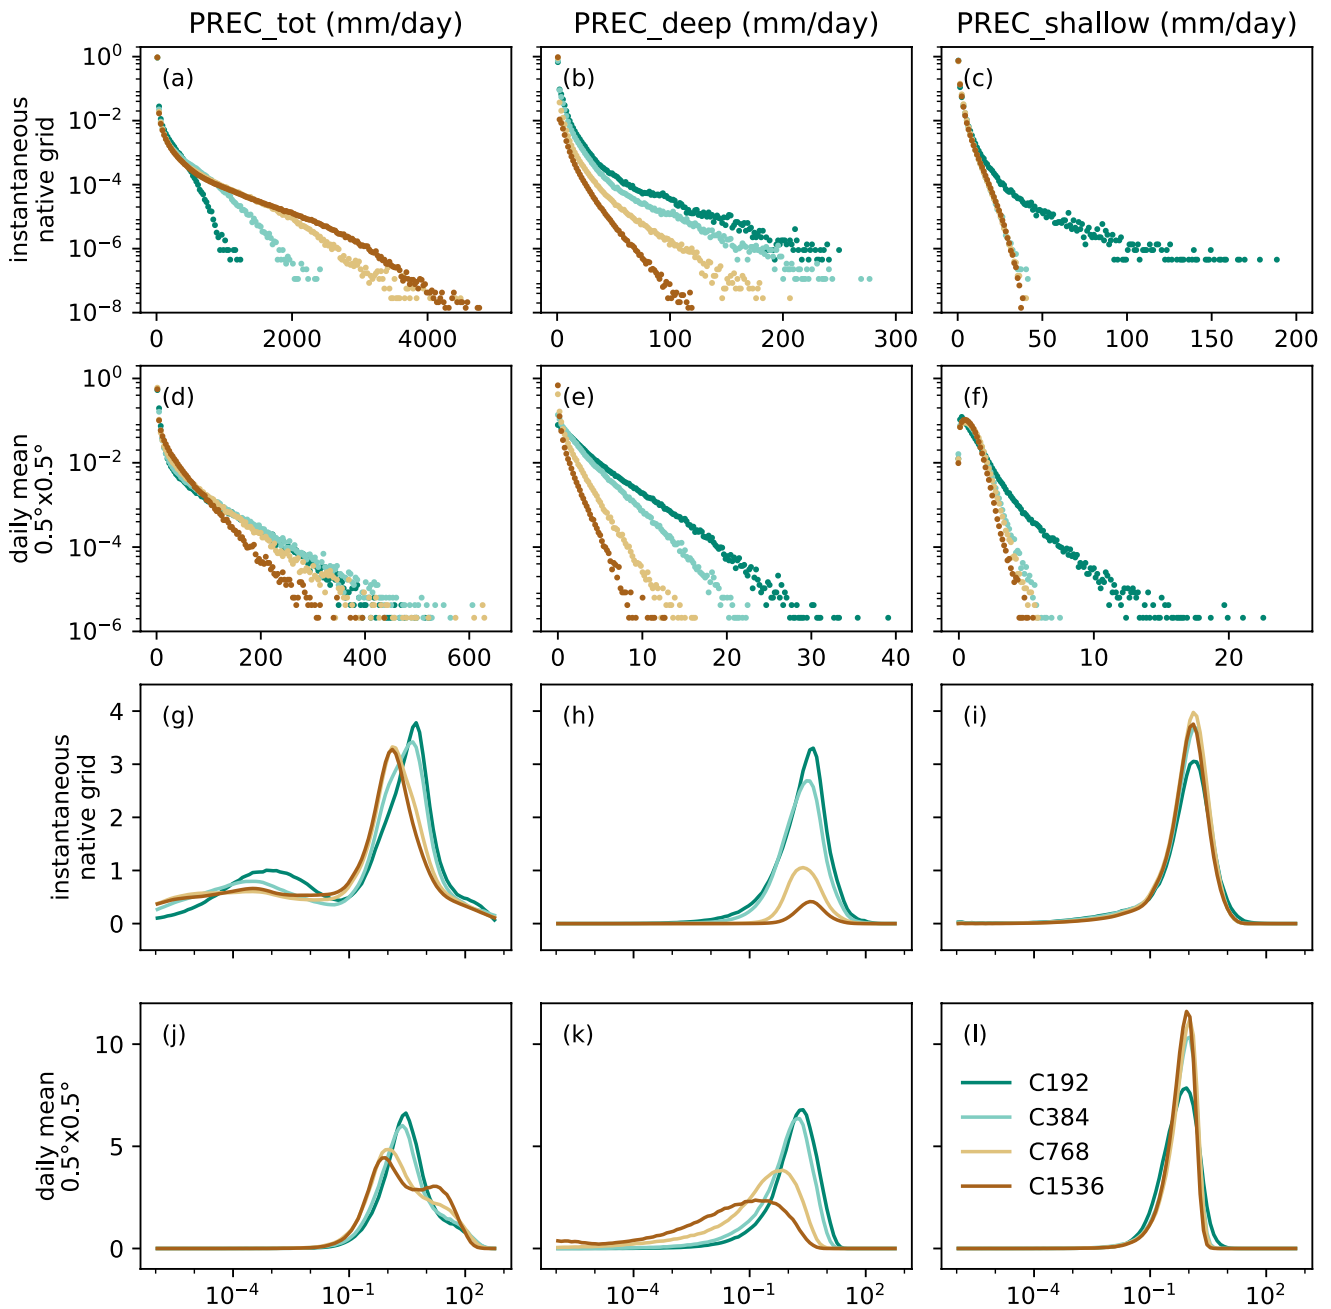 PREC_tot (mm/day) PREC_deep (mm/day) PREC_shallow (mm/day)
instantaneous
native grid
10^0
10^-2
10^-4
10^-6
10^-8
(a) (b) (c)
0 2000 4000 0 100 200 300 0 50 100 150 200
daily mean
0.5°x0.5°
10^0
10^-2
10^-4
10^-6
(d) (e) (f)
0 200 400 600 0 10 20 30 40 0 10 20
instantaneous
native grid
4
3
2
1
0
(g) (h) (i)
daily mean
0.5°x0.5°
10
5
0
(j) (k) (l)
C192
C384
C768
C1536
10^-4 10^-1 10^2 10^-4 10^-1 10^2 10^-4 10^-1 10^2